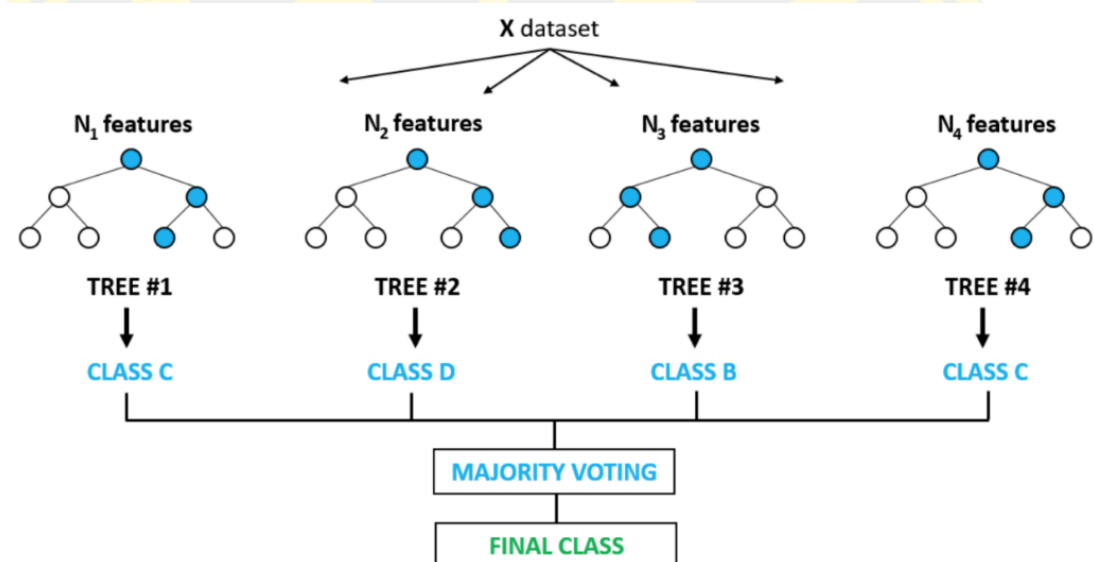 X dataset
N₁ features N₂ features N₃ features N₄ features
TREE #1 TREE #2 TREE #3 TREE #4
CLASS C CLASS D CLASS B CLASS C
MAJORITY VOTING
FINAL CLASS